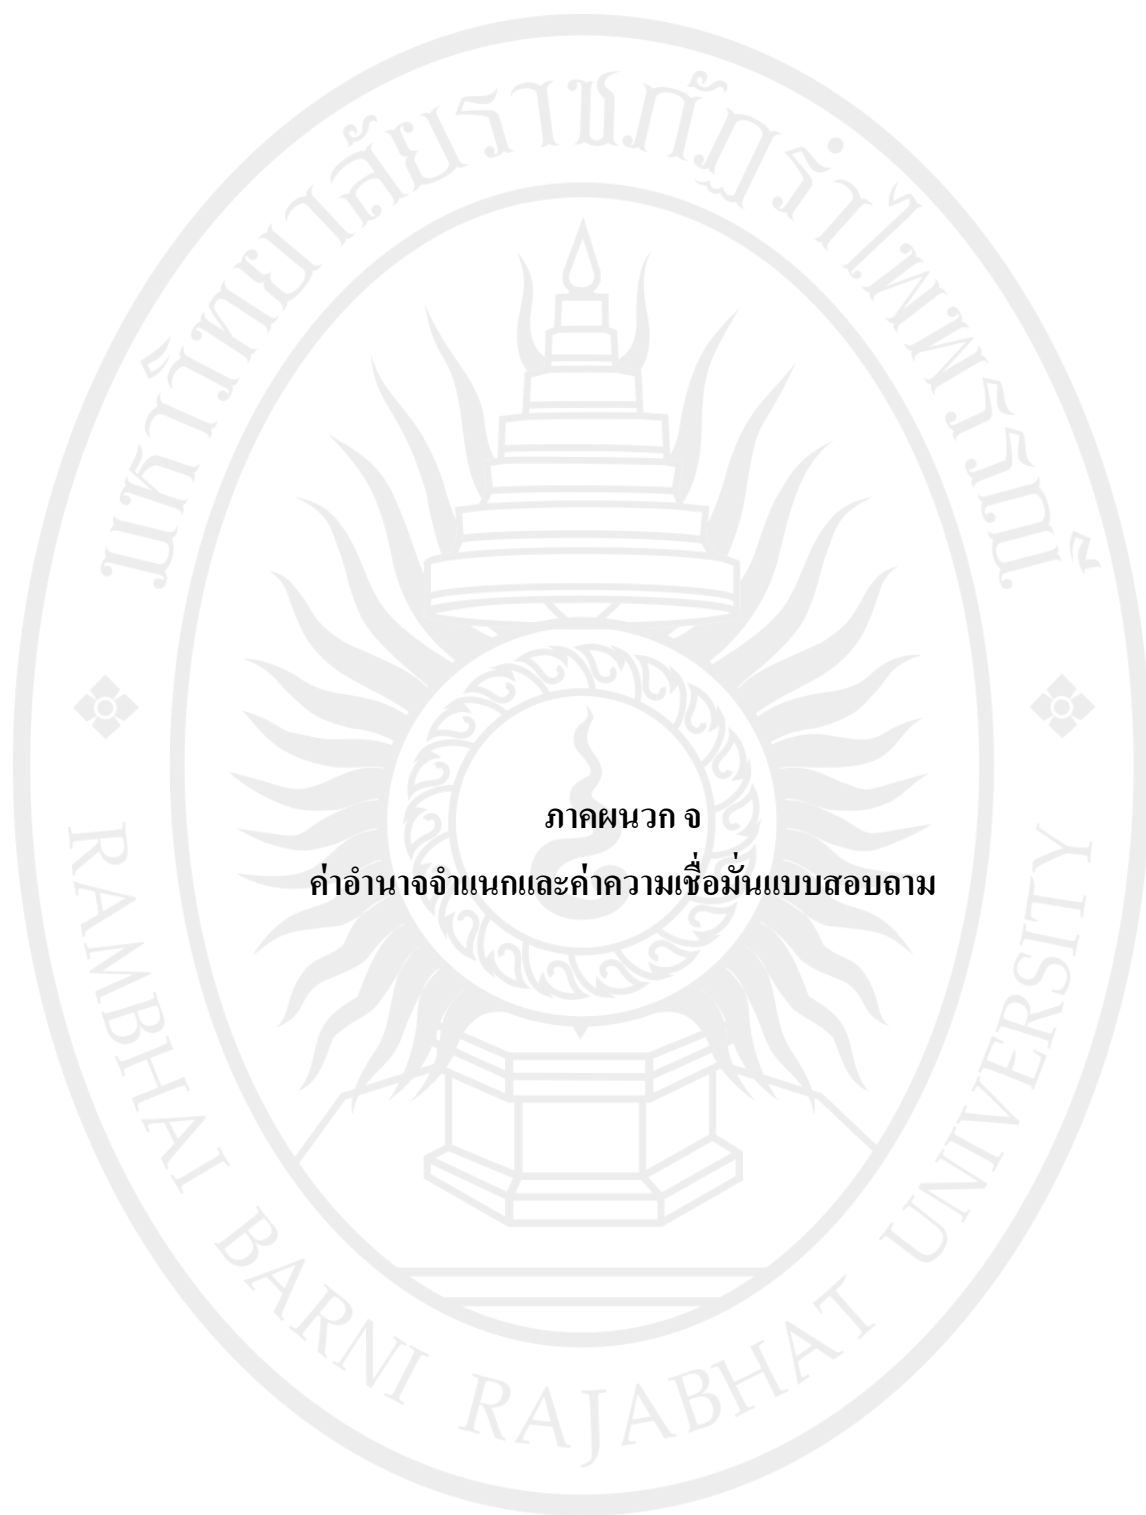 มหาวิทยาลัยราชภัฏรำไพพรรณี
ภาคผนวก จ
ค่าอำนาจจำแนกและค่าความเชื่อมั่นแบบสอบถาม
RAMBHAI BARNI RAJABHAT UNIVERSITY